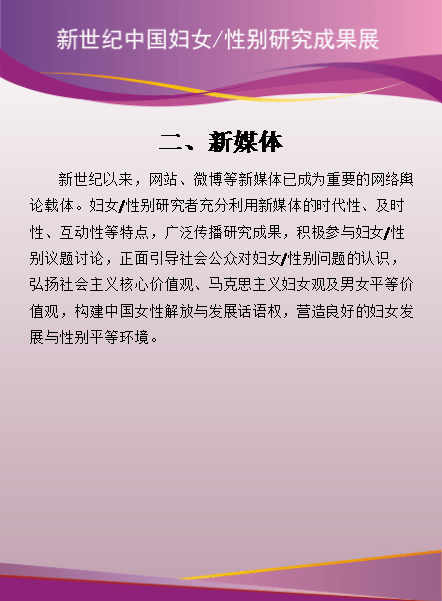 新世纪中国妇女/性别研究成果展
二、新媒体
新世纪以来，网站、微博等新媒体已成为重要的网络舆
论载体。妇女/性别研究者充分利用新媒体的时代性、及时
性、互动性等特点，广泛传播研究成果，积极参与妇女/性
别议题讨论，正面引导社会公众对妇女/性别问题的认识，
弘扬社会主义核心价值观、马克思主义妇女观及男女平等价
值观，构建中国女性解放与发展话语权，营造良好的妇女发
展与性别平等环境。